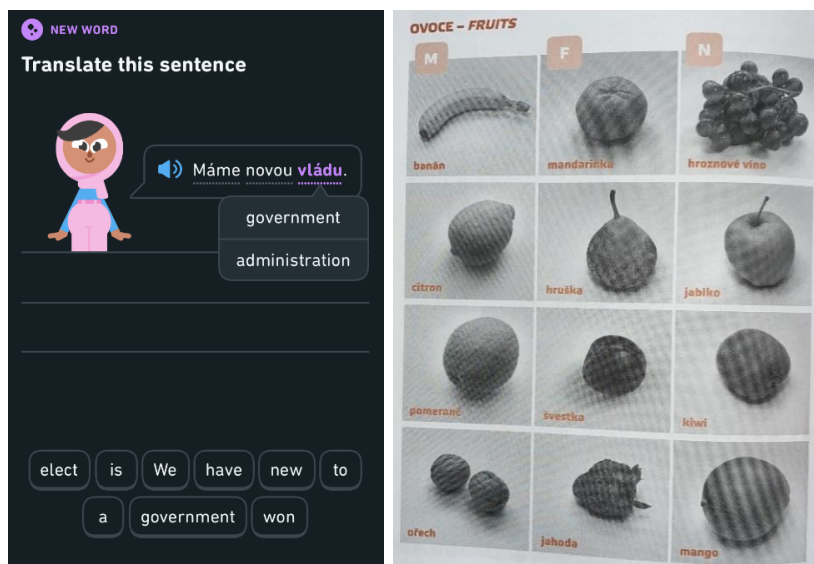 NEW WORD
Translate this sentence
Máme novou vládu.
government
administration
elect is We have new to
a government won
OVOCE – FRUITS
M F N
banán mandarinka hroznové víno
citron hruška jablko
pomeranč švestka kiwi
ořech jahoda mango